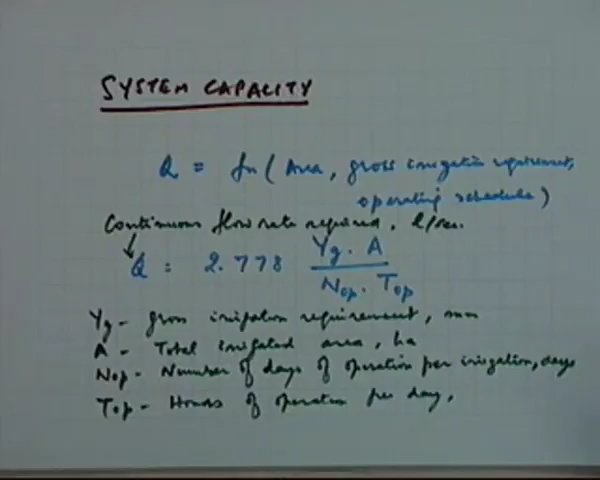 SYSTEM CAPACITY
Q = fn (Area, gross irrigation requirement,
operating schedule)
Continuous flow rate required, l/sec.
Q = 2.778 Yg. A / Nop. Top
Yg - gross irrigation requirement, mm
A - Total irrigated area, ha
Nop - Number of days of operation per irrigation, days
Top - Hours of operation per day,